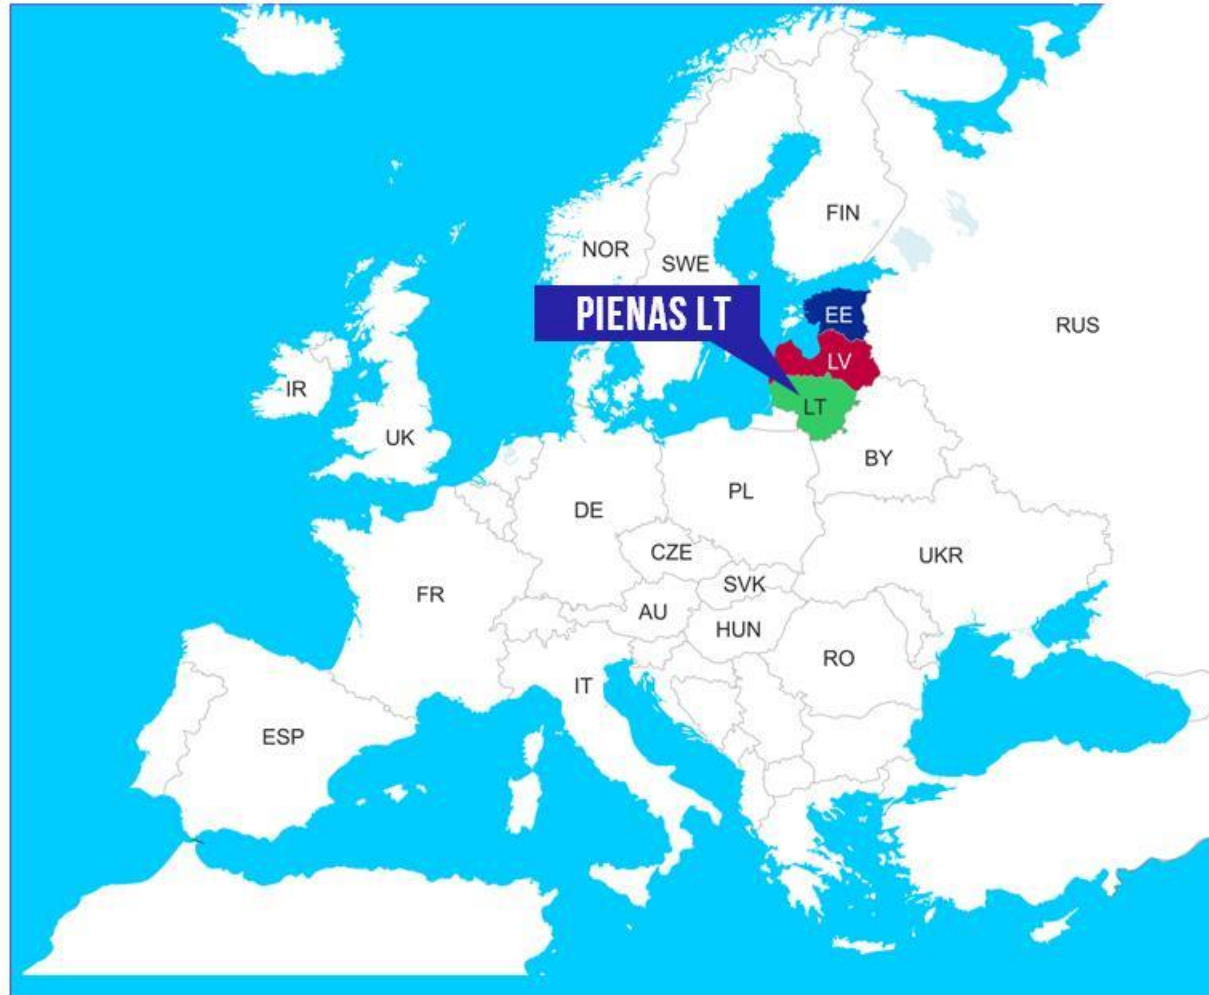 FIN
NOR
SWE
PIENAS LT
EE
RUS
LV
IR
LT
UK
BY
PL
DE
CZE
UKR
SVK
FR
AU
HUN
RO
IT
ESP